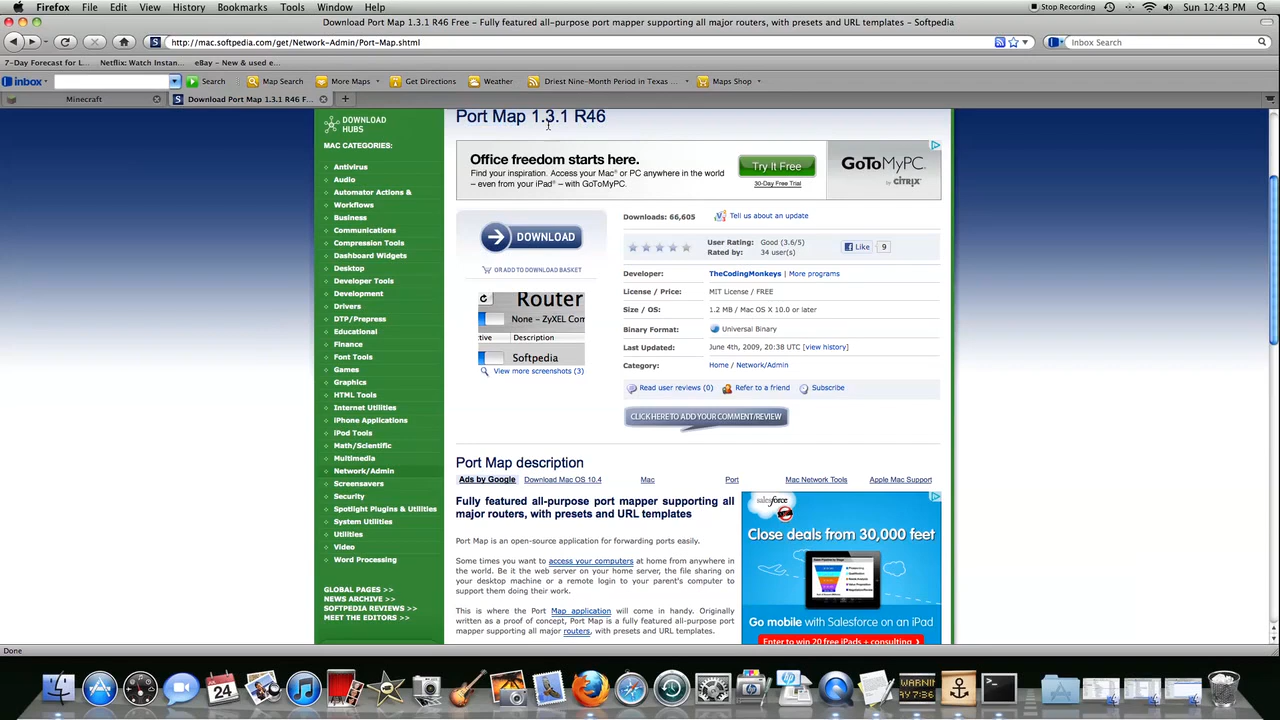 Firefox File Edit View History Bookmarks Tools Window Help Stop Recording Sun 12:43 PM
Download Port Map 1.3.1 R46 Free - Fully featured all-purpose port mapper supporting all major routers, with presets and URL templates - Softpedia
http://mac.softpedia.com/get/Network-Admin/Port-Map.shtml Inbox Search
7-Day Forecast for L... Netflix: Watch Instan... eBay - New & used e...
inbox Search Map Search More Maps Get Directions Weather Driest Nine-Month Period in Texas ... Maps Shop
Minecraft Download Port Map 1.3.1 R46 F...
DOWNLOAD
HUBS
MAC CATEGORIES:
Antivirus
Audio
Automator Actions &
Workflows
Business
Communications
Compression Tools
Dashboard Widgets
Desktop
Developer Tools
Development
Drivers
DTP/Prepress
Educational
Finance
Font Tools
Games
Graphics
HTML Tools
Internet Utilities
iPhone Applications
iPod Tools
Math/Scientific
Multimedia
Network/Admin
Screensavers
Security
Spotlight Plugins & Utilities
System Utilities
Utilities
Video
Word Processing
GLOBAL PAGES >>
NEWS ARCHIVE >>
SOFTPEDIA REVIEWS >>
MEET THE EDITORS >>
Port Map 1.3.1 R46
Office freedom starts here.
Find your inspiration. Access your Mac® or PC anywhere in the world
– even from your iPad® – with GoToMyPC.
Try It Free
30-Day Free Trial
GoToMyPC®
by CITRIX®
DOWNLOAD
OR ADD TO DOWNLOAD BASKET
Router
None - ZyXEL Com
tive Description
Softpedia
View more screenshots (3)
Downloads: 66,605 Tell us about an update
User Rating: Good (3.6/5)
Rated by: 34 user(s)
Like 9
Developer: TheCodingMonkeys | More programs
License / Price: MIT License / FREE
Size / OS: 1.2 MB / Mac OS X 10.0 or later
Binary Format: Universal Binary
Last Updated: June 4th, 2009, 20:38 UTC [view history]
Category: Home / Network/Admin
Read user reviews (0) Refer to a friend Subscribe
CLICK HERE TO ADD YOUR COMMENT/REVIEW
Port Map description
Ads by Google Download Mac OS 10.4 Mac Port Mac Network Tools Apple Mac Support
Fully featured all-purpose port mapper supporting all
major routers, with presets and URL templates
Port Map is an open-source application for forwarding ports easily.
Some times you want to access your computers at home from anywhere in
the world. Be it the web server on your home server, the file sharing on
your desktop machine or a remote login to your parent's computer to
support them doing their work.
This is where the Port Map application will come in handy. Originally
written as a proof of concept, Port Map is a fully featured all-purpose port
mapper supporting all major routers, with presets and URL templates.
salesforce
Close deals from 30,000 feet
Go mobile with Salesforce on an iPad
Enter to win 20 free iPads + consulting
Done
24
WARNING